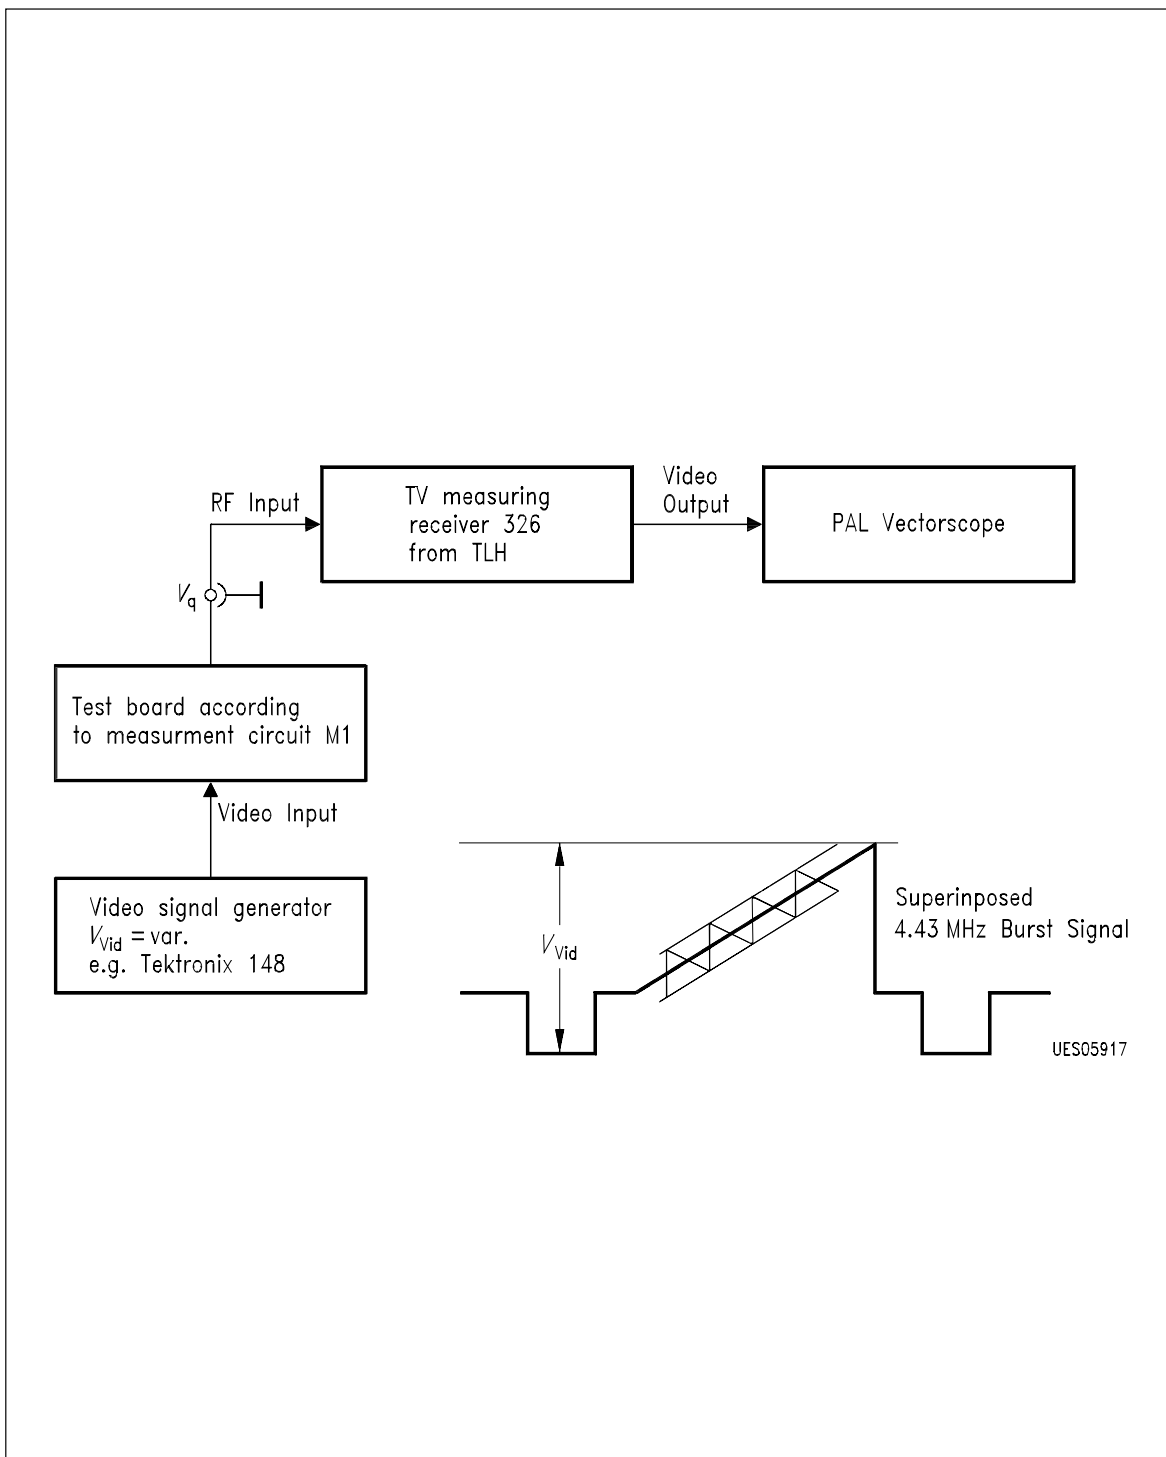 RF Input
TV measuring
receiver 326
from TLH
Video
Output
PAL Vectorscope
Vq
Test board according
to measurment circuit M1
Video Input
Video signal generator
VVid = var.
e.g. Tektronix 148
VVid
Superinposed
4.43 MHz Burst Signal
UES05917